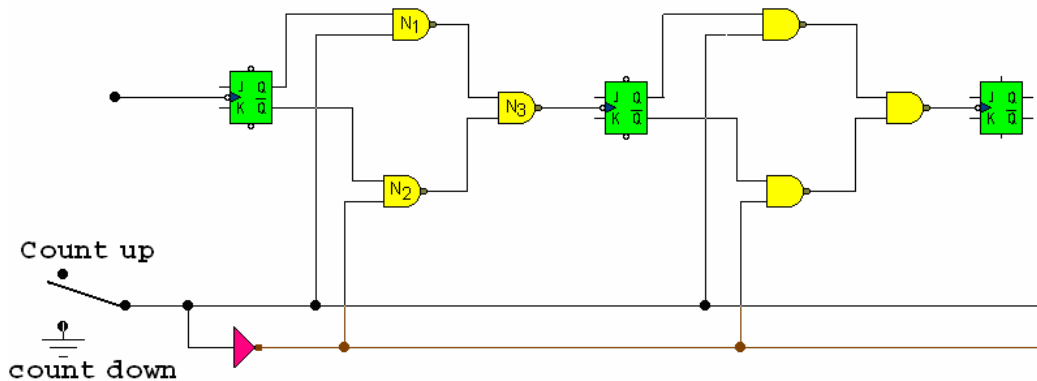 N1
J Q
K Q̅
N3
J Q
K Q̅
J Q
K Q̅
N2
Count up
count down